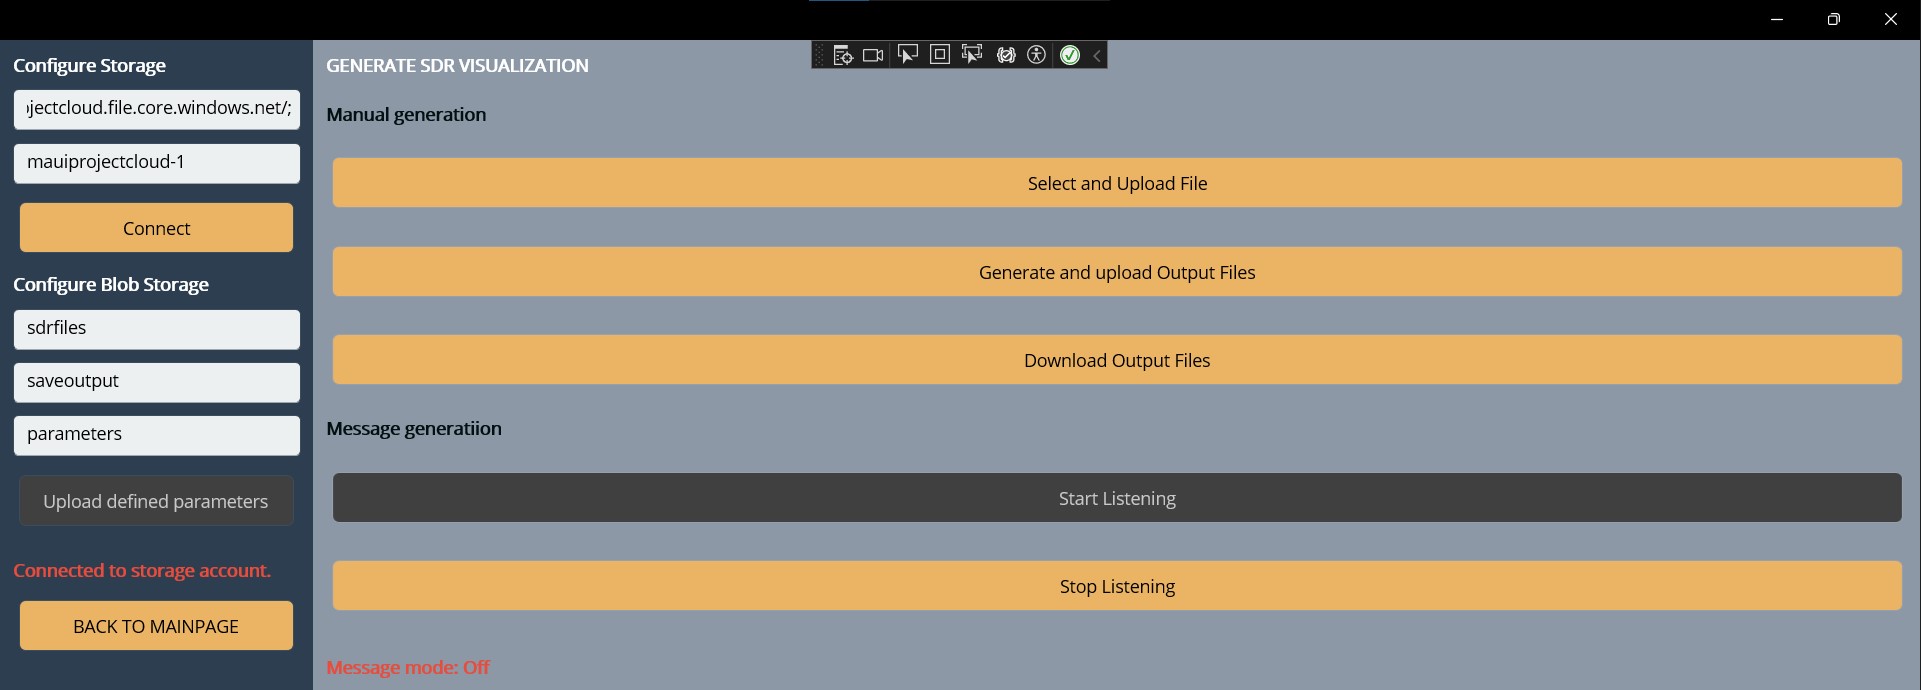 Configure Storage
jectcloud.file.core.windows.net/;
mauiprojectcloud-1
Connect
Configure Blob Storage
sdrfiles
saveoutput
parameters
Upload defined parameters
Connected to storage account.
BACK TO MAINPAGE
GENERATE SDR VISUALIZATION
Manual generation
Select and Upload File
Generate and upload Output Files
Download Output Files
Message generatiion
Start Listening
Stop Listening
Message mode: Off